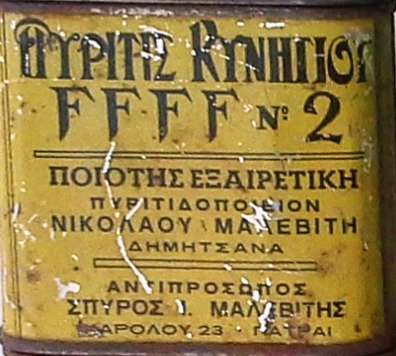 ΠΥΡΙΤΙΣ ΚΥΝΗΓΙΟΥ
FFFF Nº 2
ΠΟΙΟΤΗΣ ΕΞΑΙΡΕΤΙΚΗ
ΠΥΡΙΤΙΔΟΠΟΙΕΙΟΝ
ΝΙΚΟΛΑΟΥ ΜΑΛΕΒΙΤΗ
ΔΗΜΗΤΣΑΝΑ
ΑΝΤΙΠΡΟΣΩΠΟΣ
ΣΠΥΡΟΣ Ι. ΜΑΛΕΒΙΤΗΣ
ΚΑΡΟΛΟΥ 23 - ΠΑΤΡΑΙ